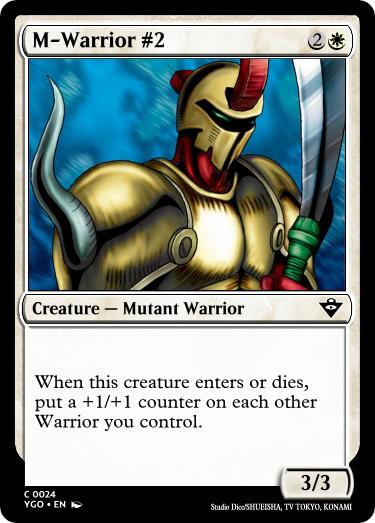 M-Warrior #2
2
Creature — Mutant Warrior
When this creature enters or dies,
put a +1/+1 counter on each other
Warrior you control.
3/3
C 0024
YGO • EN
Studio Dice/SHUEISHA, TV TOKYO, KONAMI